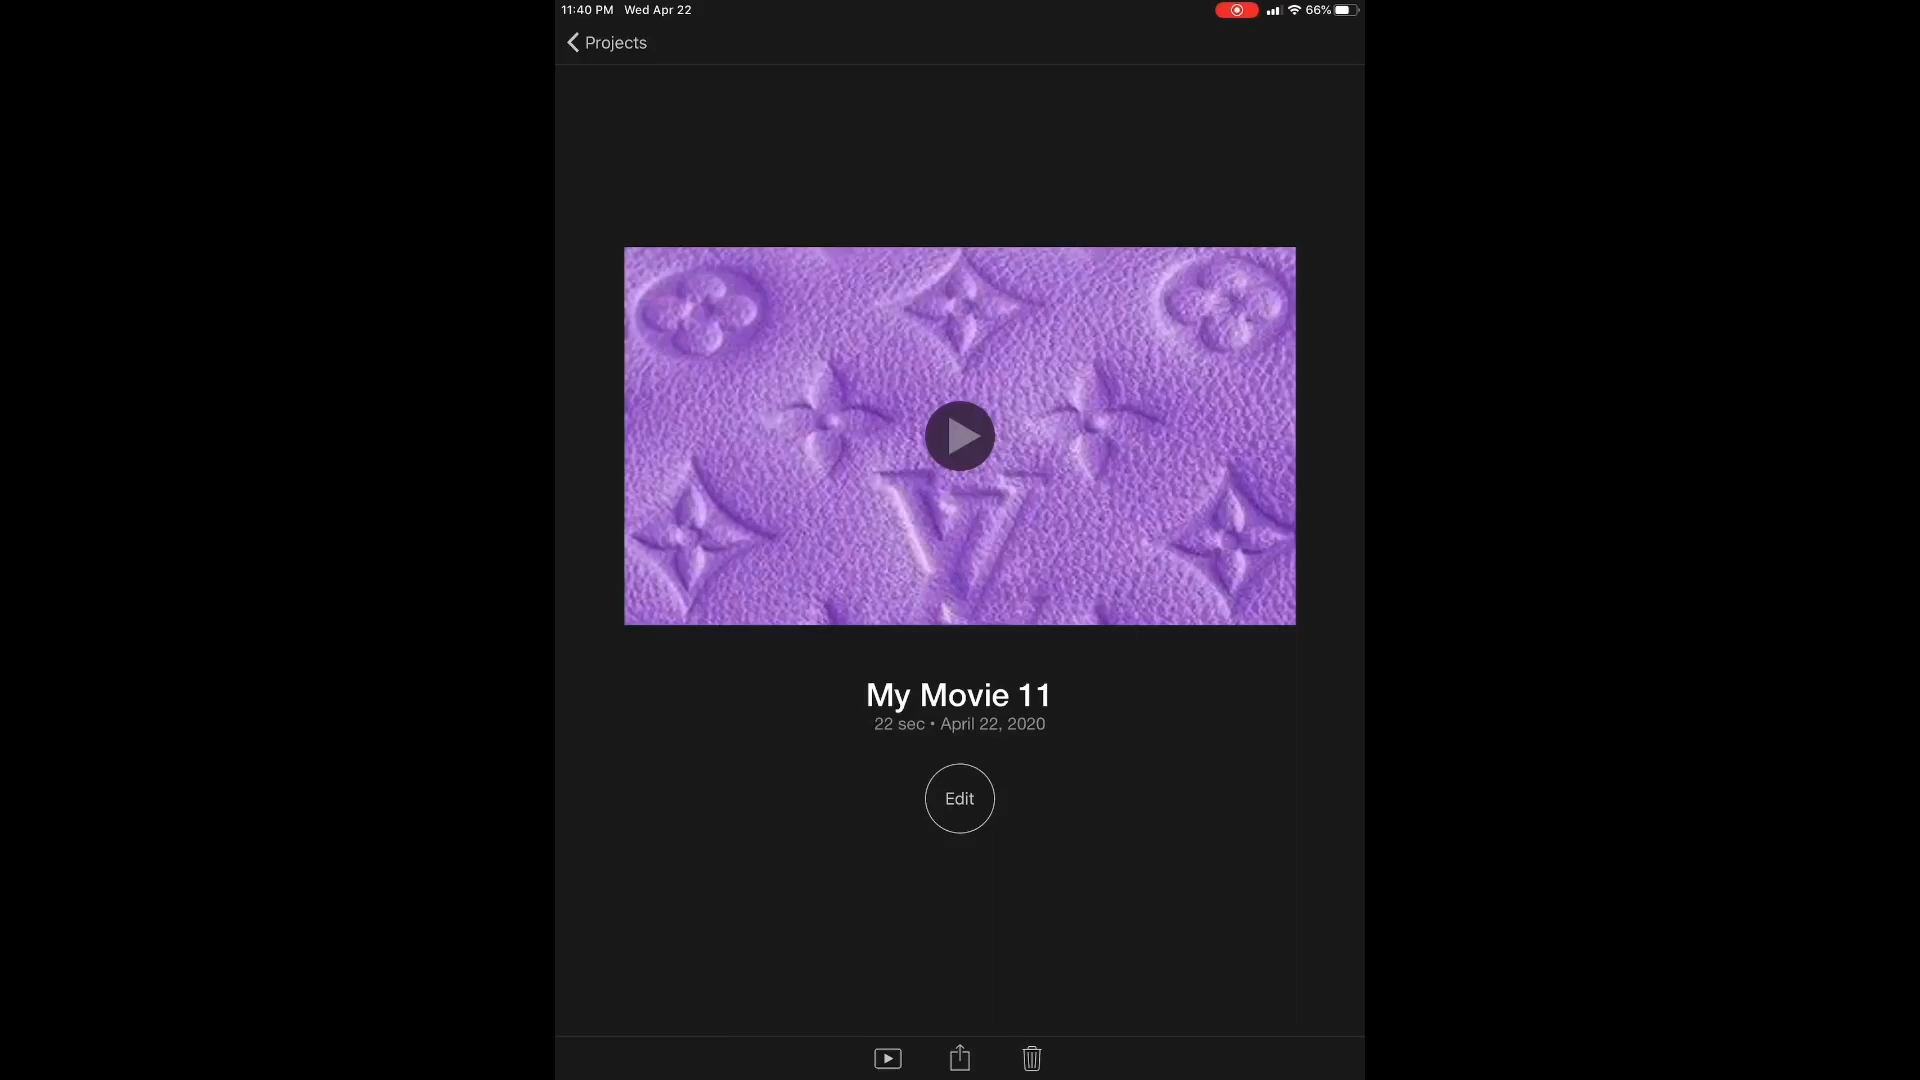 11:40 PM Wed Apr 22
66%
Projects
My Movie 11
22 sec • April 22, 2020
Edit